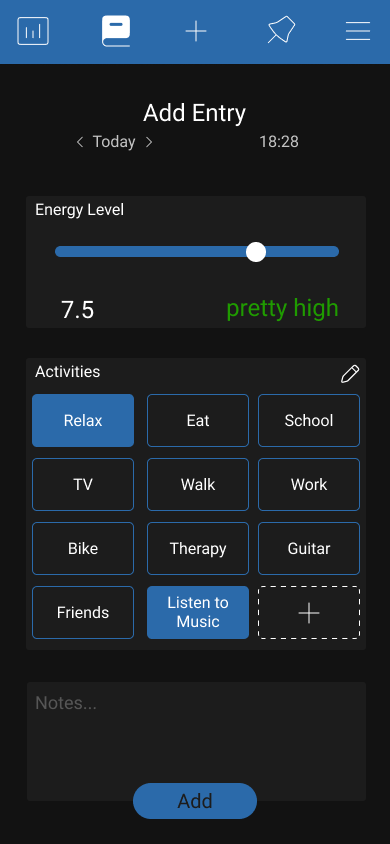 Add Entry
Today 18:28
Energy Level
7.5 pretty high
Activities
Relax Eat School
TV Walk Work
Bike Therapy Guitar
Friends Listen to
Music
Notes...
Add